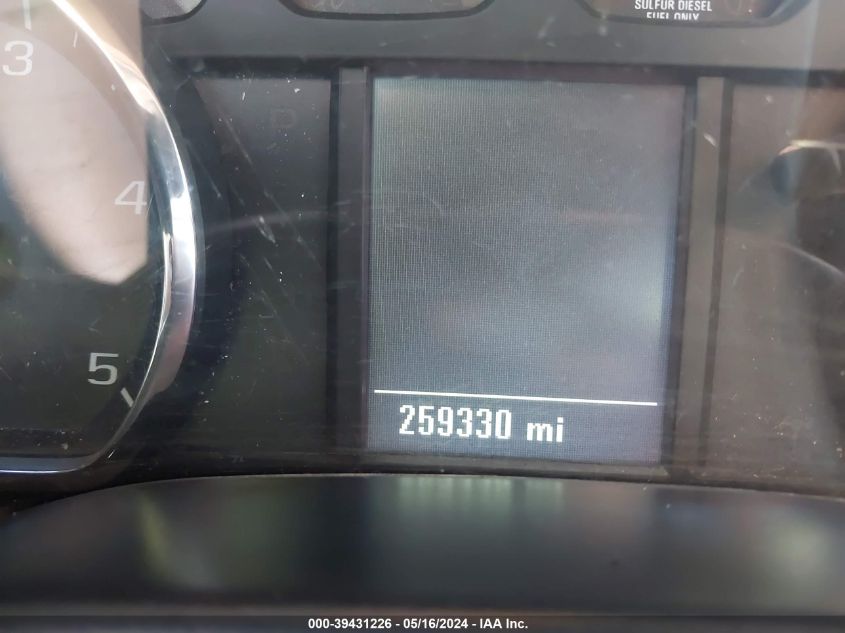 SULFUR DIESEL
FUEL ONLY
3
P
4
5
259330 mi
000-39431226 - 05/16/2024 - IAA Inc.